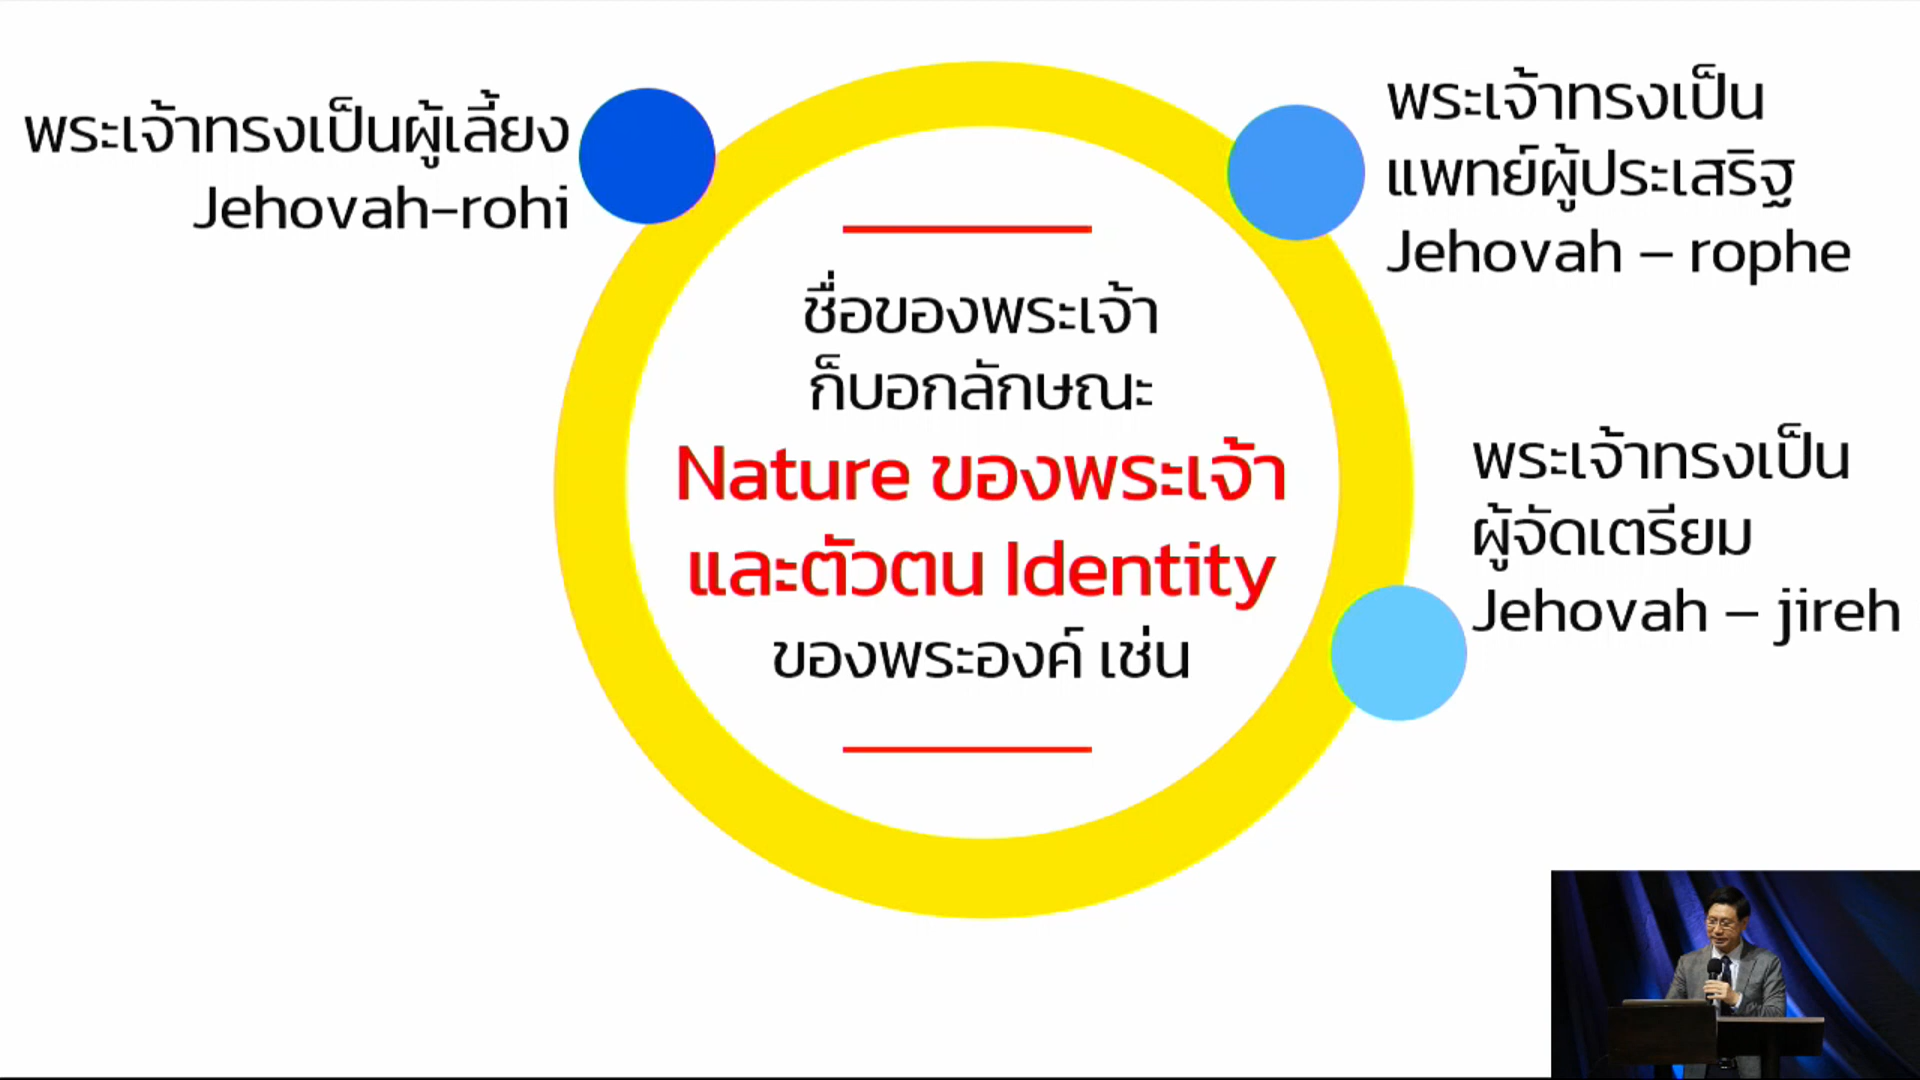 พระเจ้าทรงเป็นผู้เลี้ยง
Jehovah-rohi
พระเจ้าทรงเป็น
แพทย์ผู้ประเสริฐ
Jehovah – rophe
ชื่อของพระเจ้า
ก็บอกลักษณะ
Nature ของพระเจ้า
และตัวตน Identity
ของพระองค์ เช่น
พระเจ้าทรงเป็น
ผู้จัดเตรียม
Jehovah – jireh